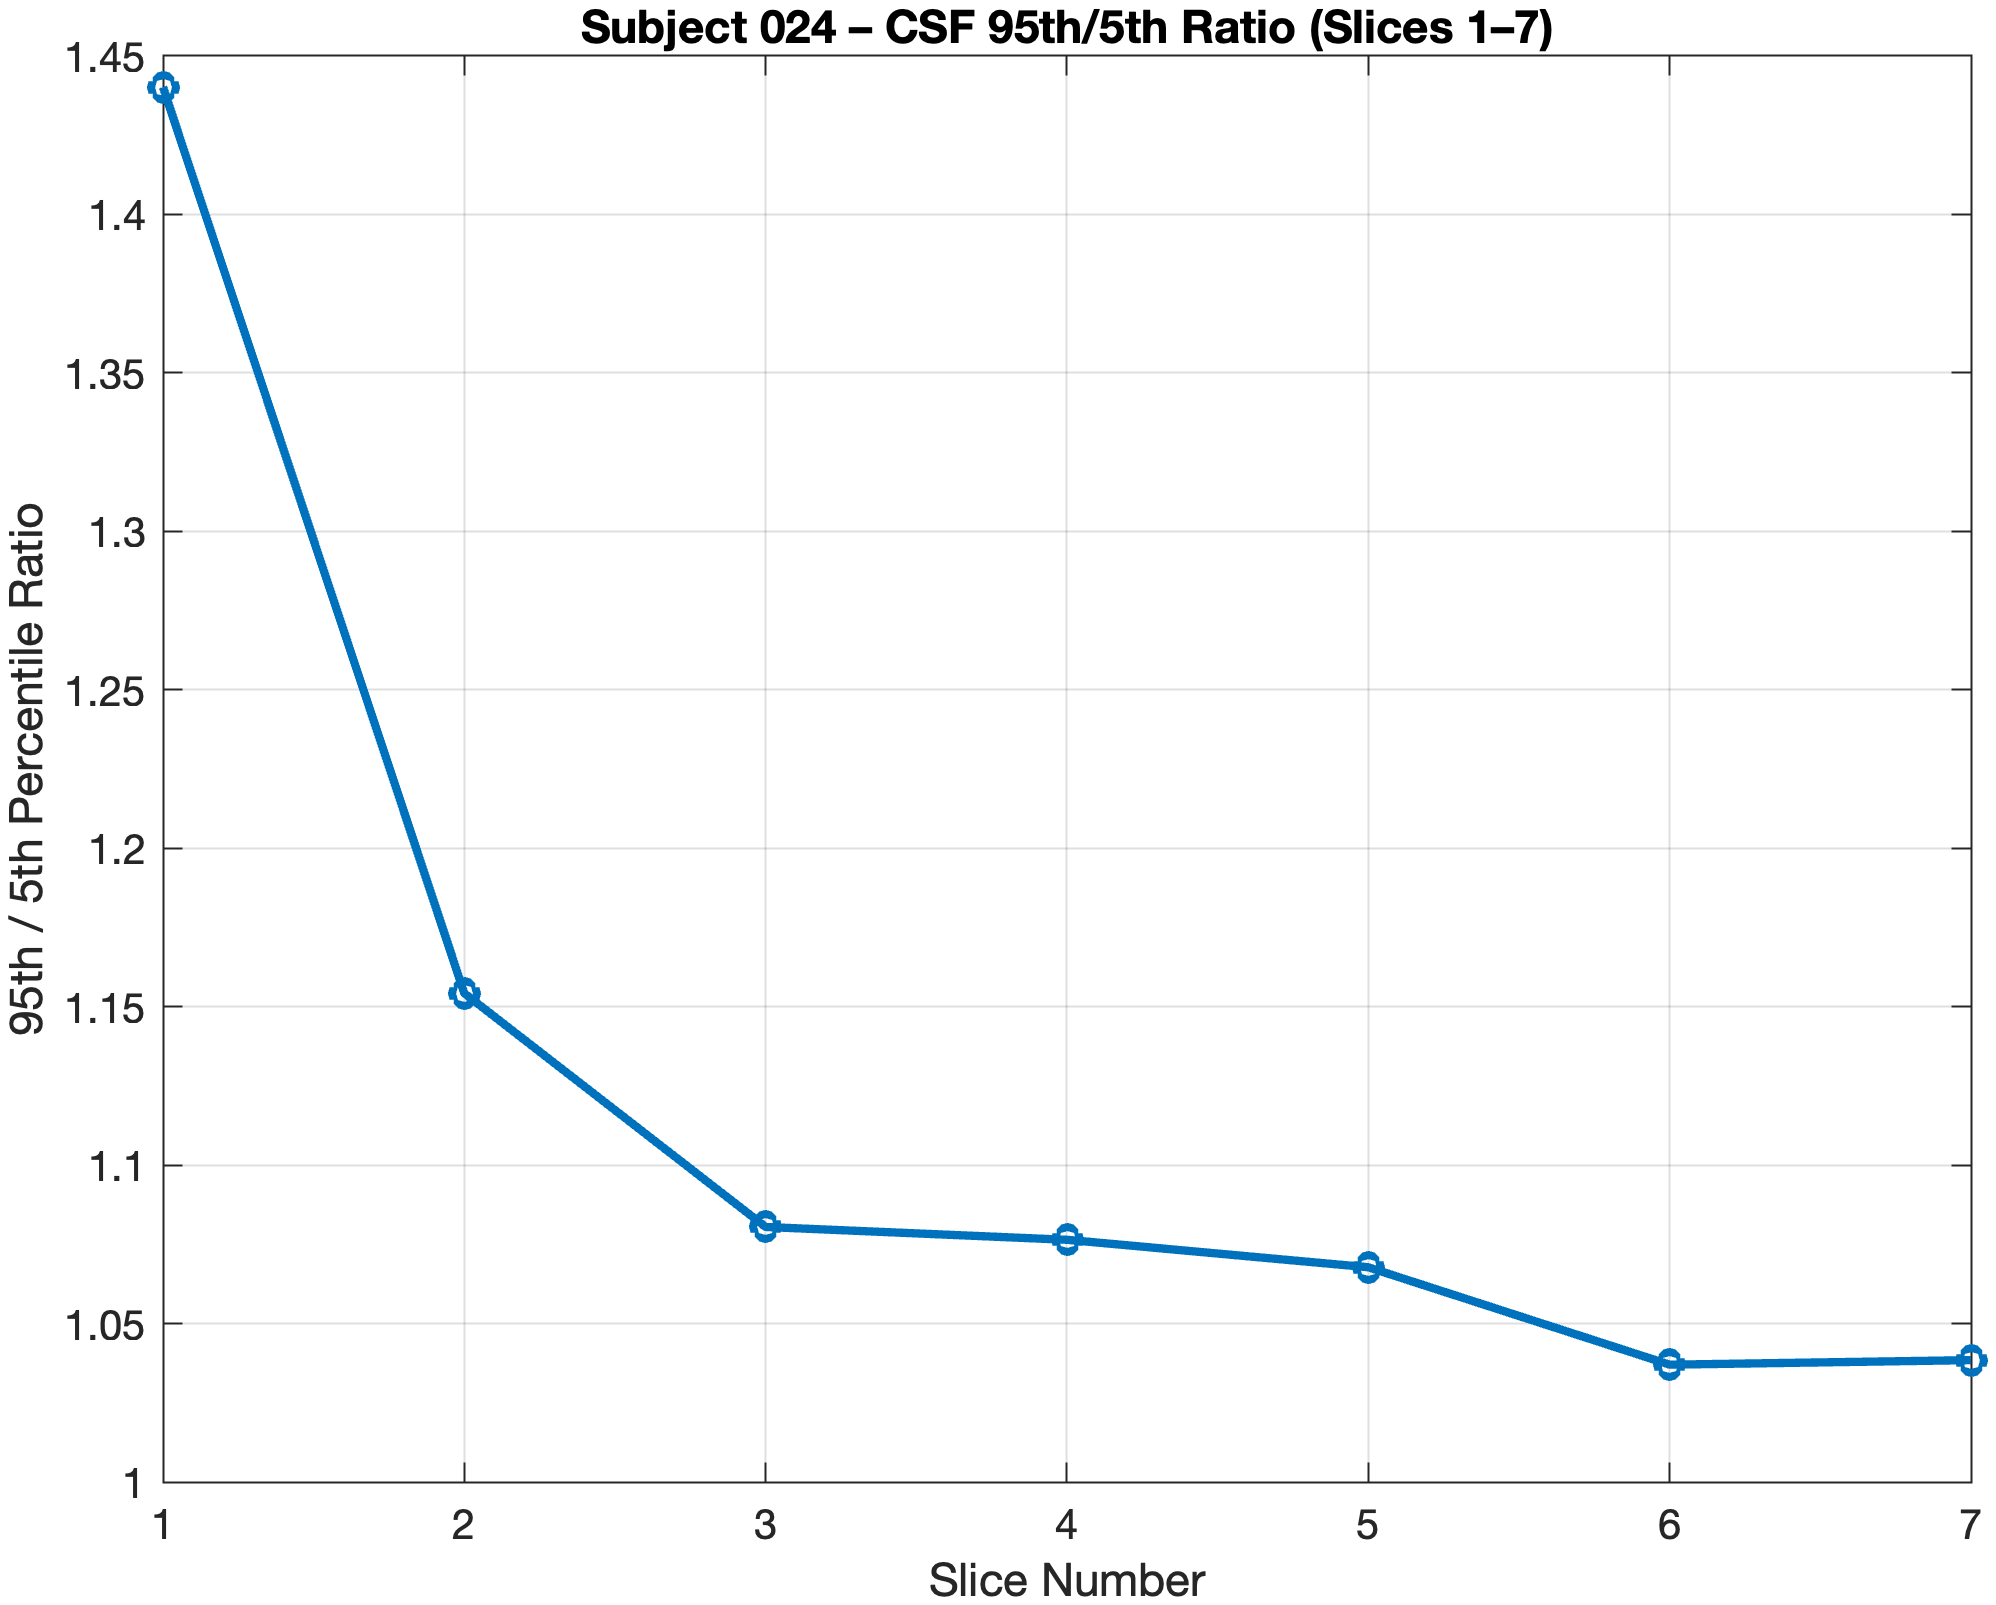 Subject 024 – CSF 95th/5th Ratio (Slices 1–7)
95th / 5th Percentile Ratio
1.45
1.4
1.35
1.3
1.25
1.2
1.15
1.1
1.05
1
1 2 3 4 5 6 7
Slice Number